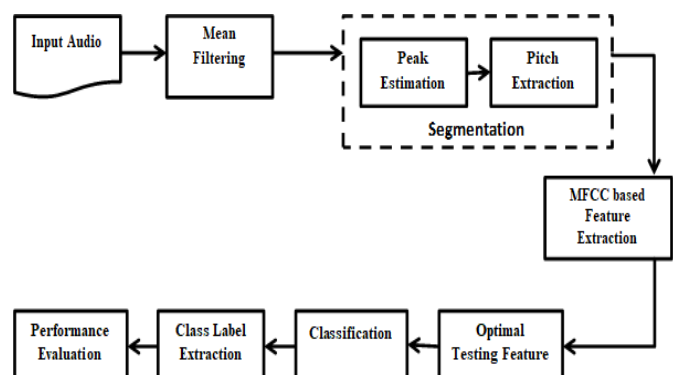 Input Audio
Mean
Filtering
Peak
Estimation
Pitch
Extraction
Segmentation
MFCC based
Feature
Extraction
Performance
Evaluation
Class Label
Extraction
Classification
Optimal
Testing Feature